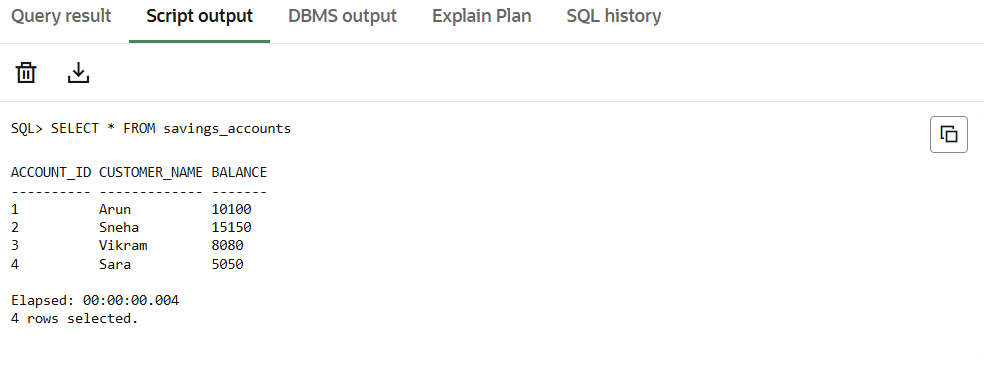 Query result Script output DBMS output Explain Plan SQL history
SQL> SELECT * FROM savings_accounts
ACCOUNT_ID CUSTOMER_NAME BALANCE
---------- ------------- -------
1          Arun          10100
2          Sneha         15150
3          Vikram        8080
4          Sara          5050
Elapsed: 00:00:00.004
4 rows selected.